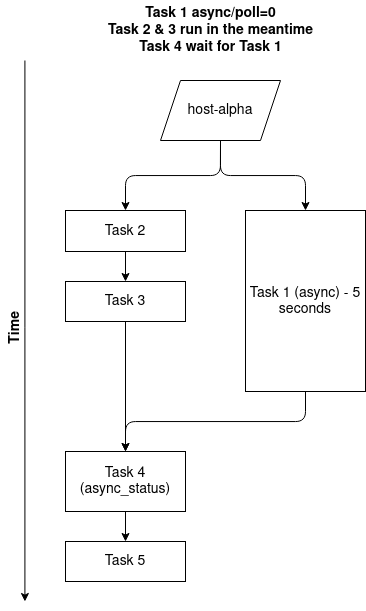 Task 1 async/poll=0
Task 2 & 3 run in the meantime
Task 4 wait for Task 1
host-alpha
Task 2
Task 3
Task 1 (async) - 5
seconds
Time
Task 4
(async_status)
Task 5